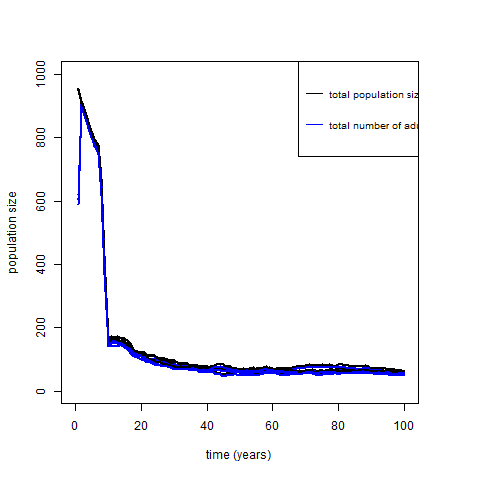 1000
800
600
400
200
0
population size
total population siz
total number of adu
0 20 40 60 80 100
time (years)